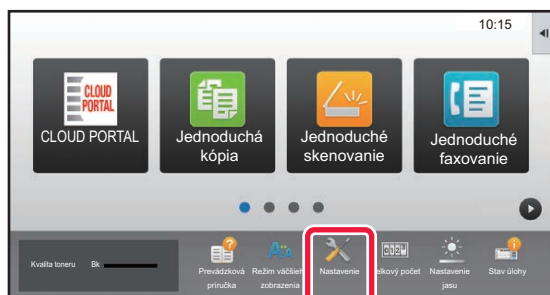 10:15
CLOUD
PORTAL
CLOUD PORTAL
Jednoduchá
kópia
Jednoduché
skenovanie
Jednoduché
faxovanie
Kvalita toneru Bk
Prevádzková
príručka
Režim väčšieh
zobrazenia
Nastavenie
elkový počet
Nastavenie
jasu
Stav úlohy